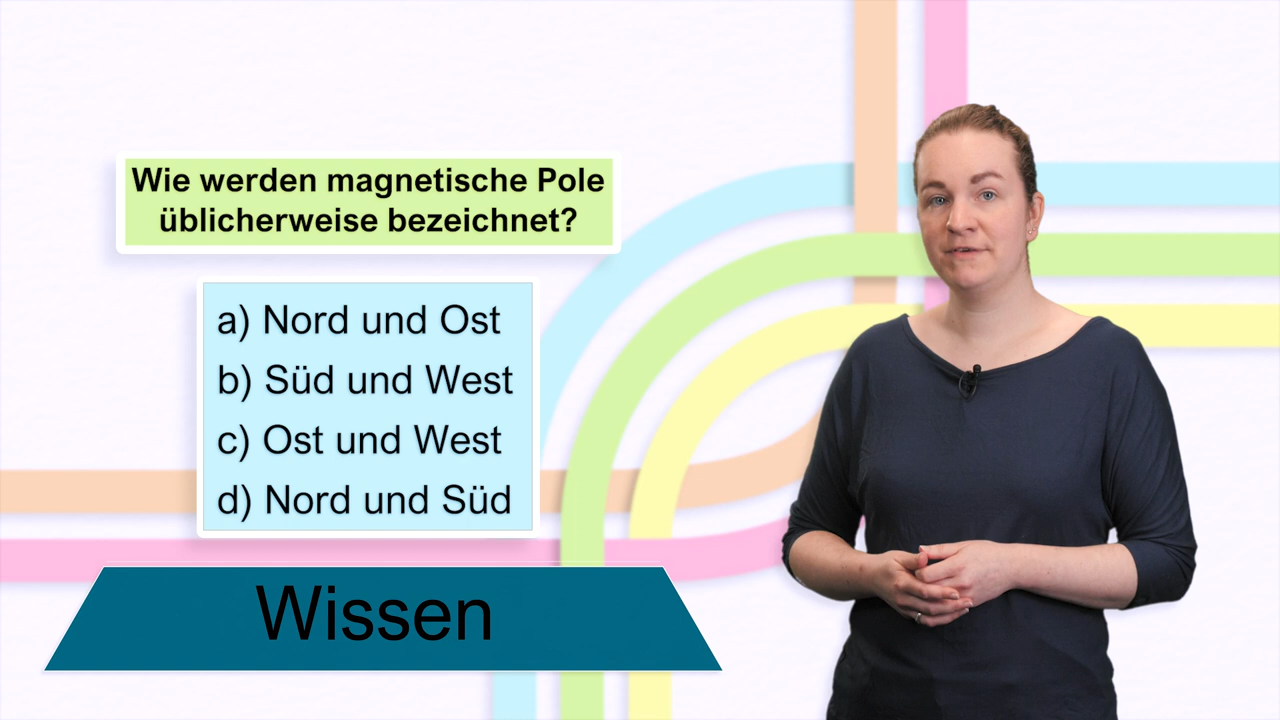 Wie werden magnetische Pole
üblicherweise bezeichnet?
a) Nord und Ost
b) Süd und West
c) Ost und West
d) Nord und Süd
Wissen